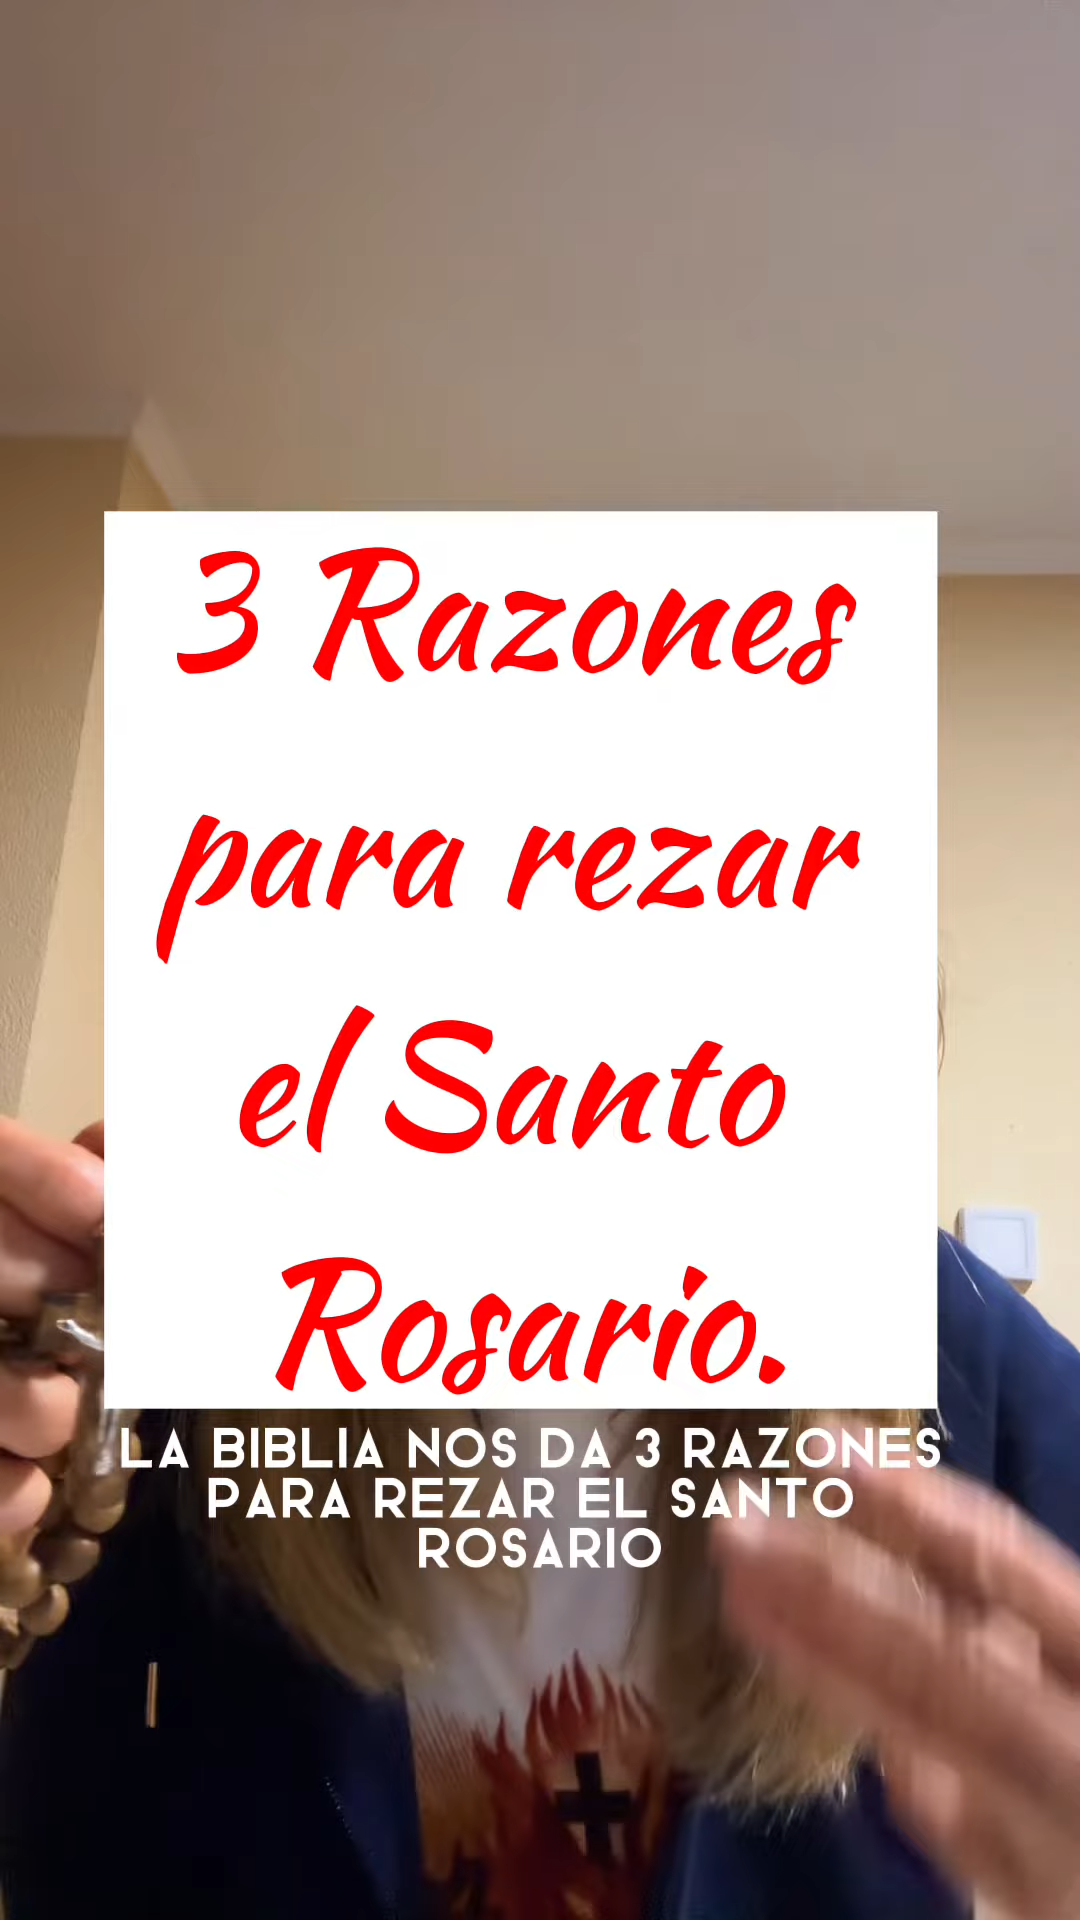 3 Razones
para rezar
el Santo
Rosario.
LA BIBLIA NOS DA 3 RAZONES
PARA REZAR EL SANTO
ROSARIO